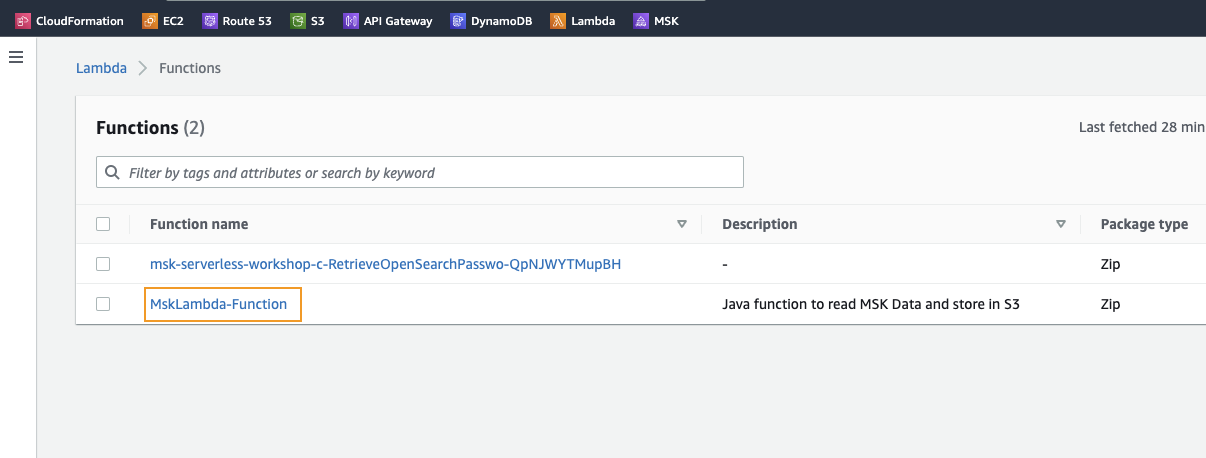 CloudFormation EC2 Route 53 S3 API Gateway DynamoDB Lambda MSK
Lambda Functions
Functions (2)
Last fetched 28 min
Filter by tags and attributes or search by keyword
Function name Description Package type
msk-serverless-workshop-c-RetrieveOpenSearchPasswo-QpNJWYTMupBH - Zip
MskLambda-Function Java function to read MSK Data and store in S3 Zip